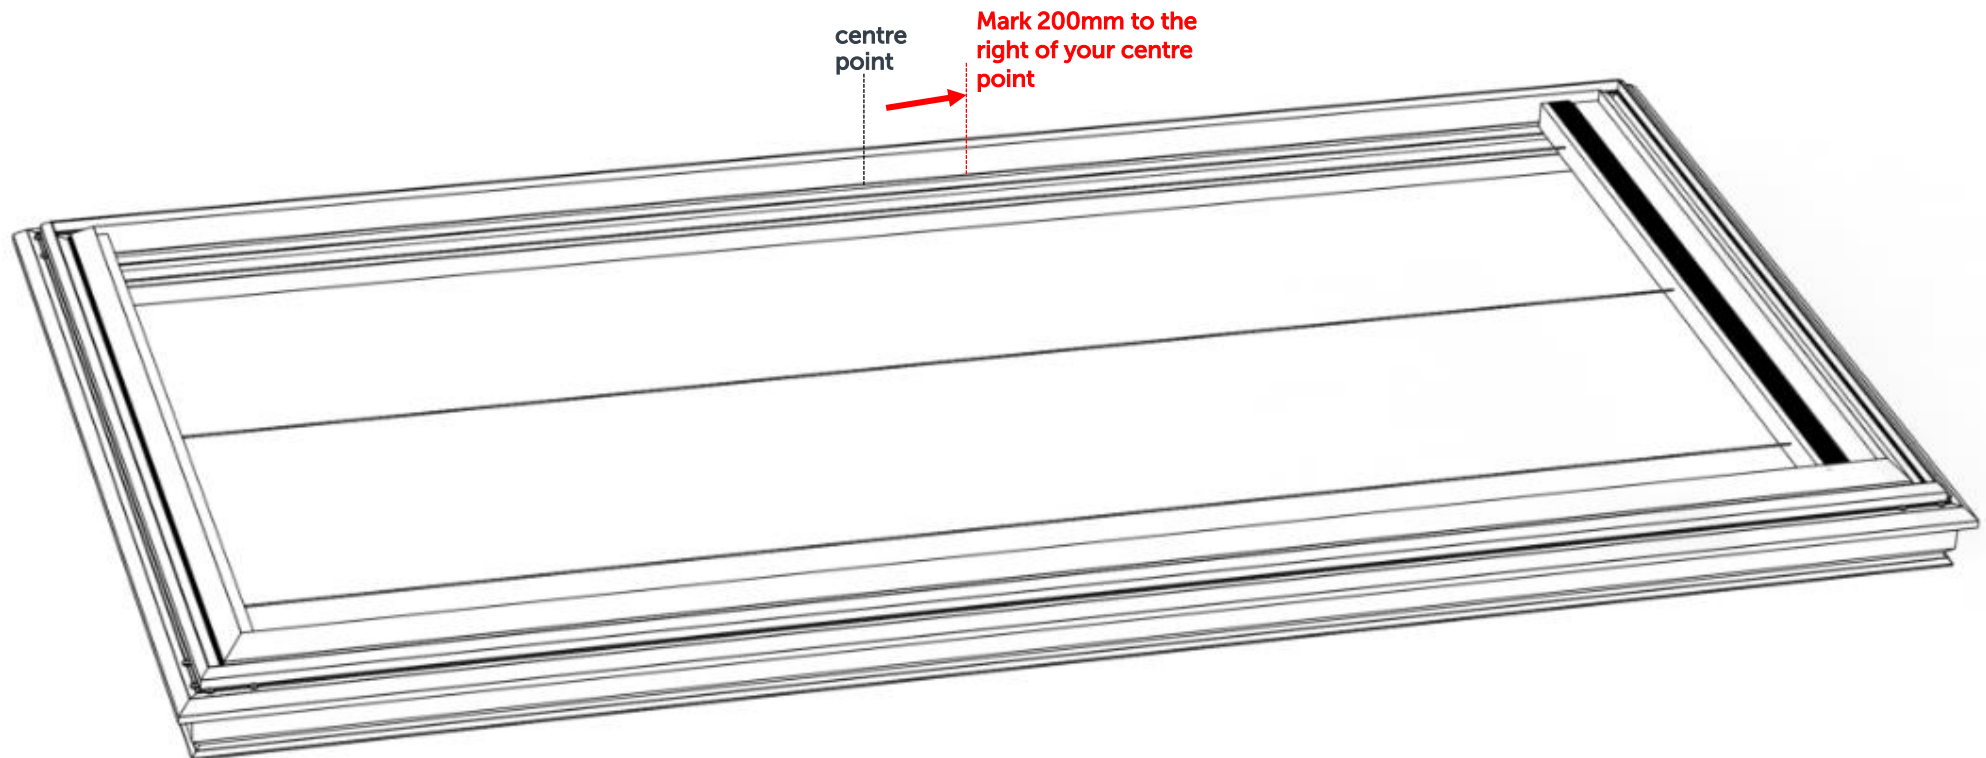 centre
point
Mark 200mm to the
right of your centre
point